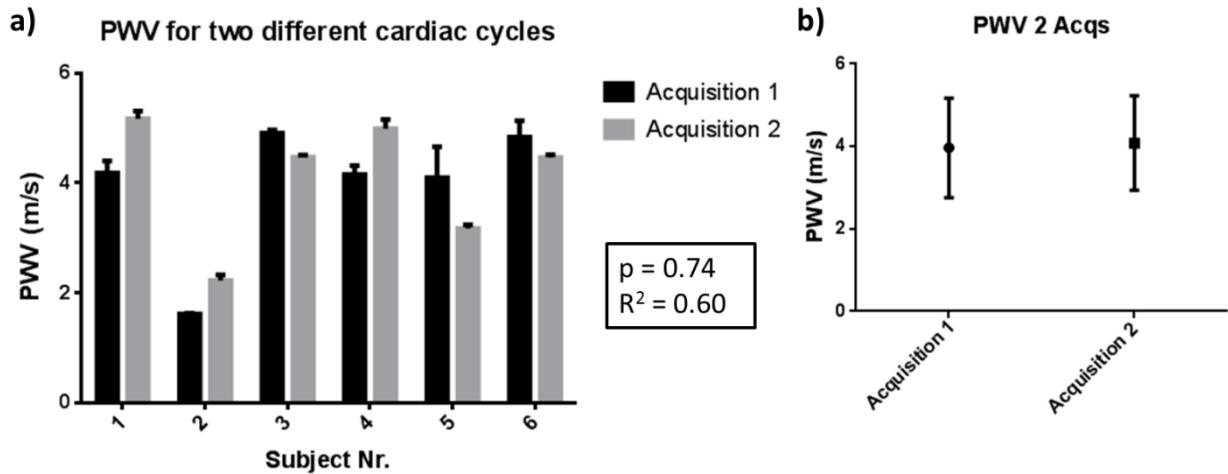 a)
PWV for two different cardiac cycles
6
4
2
0
PWV (m/s)
1 2 3 4 5 6
Subject Nr.
Acquisition 1
Acquisition 2
p = 0.74
R² = 0.60
b)
PWV 2 Acqs
6
4
2
0
PWV (m/s)
Acquisition 1
Acquisition 2